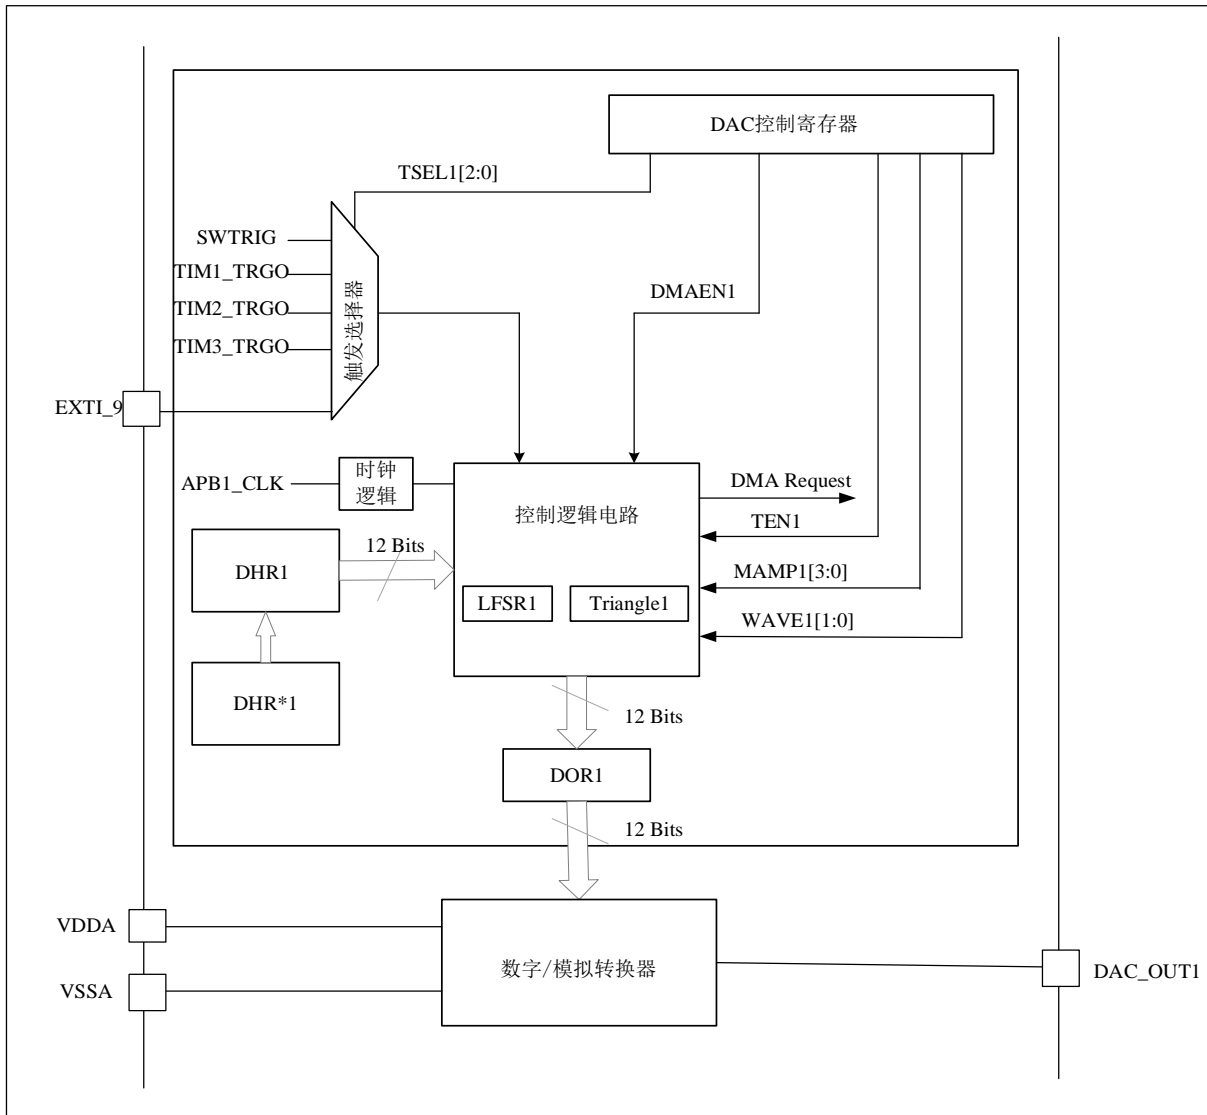 DAC控制寄存器
TSEL1[2:0]
SWTRIG
TIM1_TRGO
TIM2_TRGO
TIM3_TRGO
触发选择器
DMAEN1
EXTI_9
APB1_CLK
时钟
逻辑
控制逻辑电路
DMA Request
TEN1
12 Bits
DHR1
MAMP1[3:0]
LFSR1
Triangle1
WAVE1[1:0]
DHR*1
12 Bits
DOR1
12 Bits
VDDA
数字/模拟转换器
DAC_OUT1
VSSA